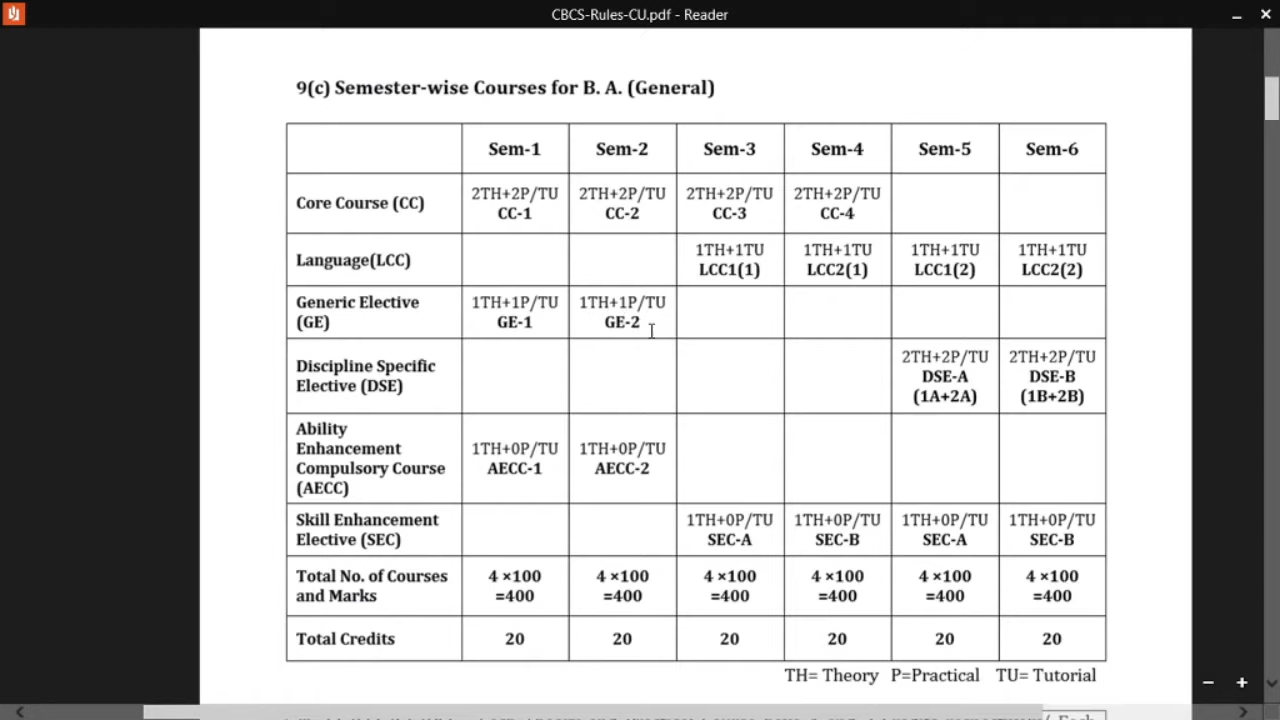 CBCS-Rules-CU.pdf - Reader
9(c) Semester-wise Courses for B. A. (General)
Sem-1 Sem-2 Sem-3 Sem-4 Sem-5 Sem-6
Core Course (CC) 2TH+2P/TU CC-1 2TH+2P/TU CC-2 2TH+2P/TU CC-3 2TH+2P/TU CC-4
Language(LCC) 1TH+1TU LCC1(1) 1TH+1TU LCC2(1) 1TH+1TU LCC1(2) 1TH+1TU LCC2(2)
Generic Elective (GE) 1TH+1P/TU GE-1 1TH+1P/TU GE-2
Discipline Specific Elective (DSE) 2TH+2P/TU DSE-A (1A+2A) 2TH+2P/TU DSE-B (1B+2B)
Ability Enhancement Compulsory Course (AECC) 1TH+0P/TU AECC-1 1TH+0P/TU AECC-2
Skill Enhancement Elective (SEC) 1TH+0P/TU SEC-A 1TH+0P/TU SEC-B 1TH+0P/TU SEC-A 1TH+0P/TU SEC-B
Total No. of Courses and Marks 4 ×100 =400 4 ×100 =400 4 ×100 =400 4 ×100 =400 4 ×100 =400 4 ×100 =400
Total Credits 20 20 20 20 20 20
TH= Theory P=Practical TU= Tutorial